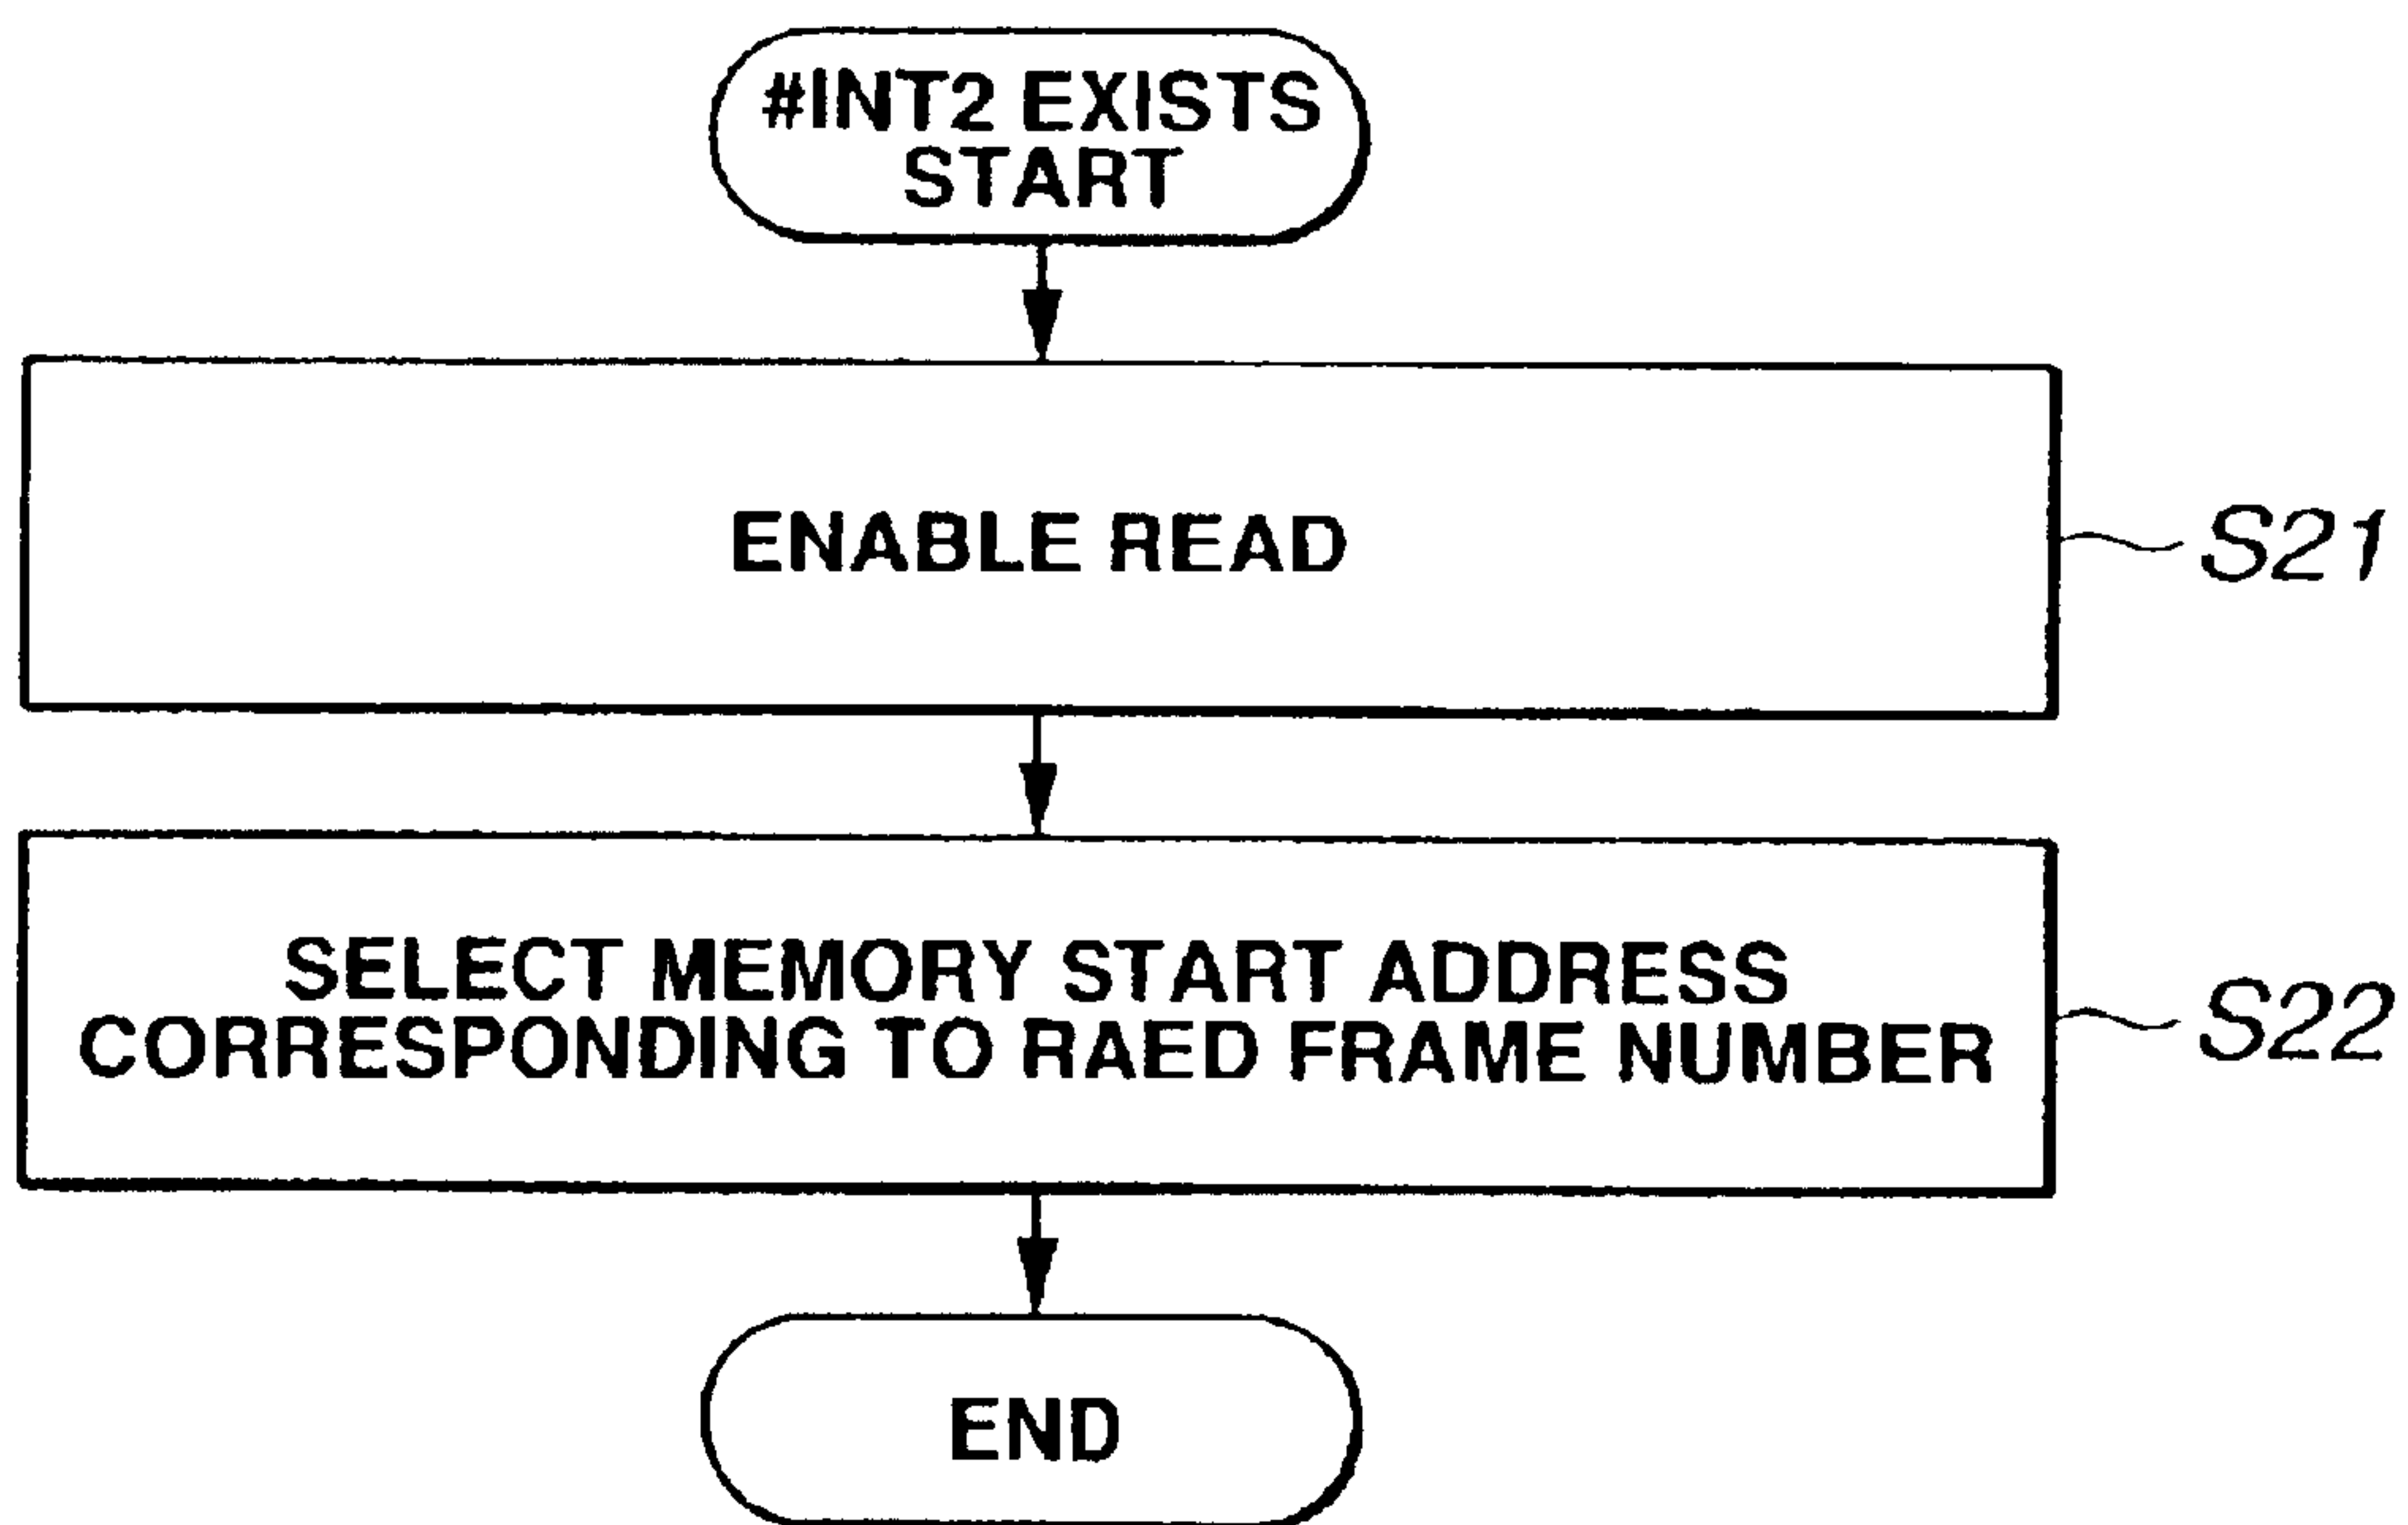 #INT2 EXISTS
START
ENABLE READ
S21
SELECT MEMORY START ADDRESS
CORRESPONDING TO RAED FRAME NUMBER
S22
END